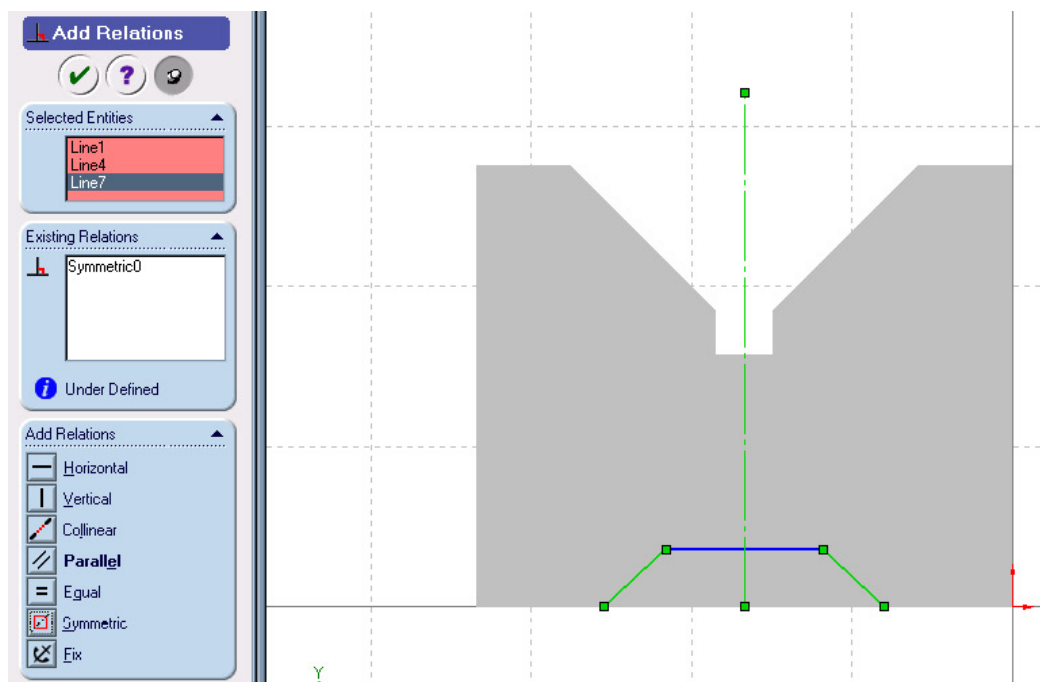 Add Relations
?
Selected Entities
Line1
Line4
Line7
Existing Relations
Symmetric0
i Under Defined
Add Relations
Horizontal
Vertical
Collinear
Parallel
Equal
Symmetric
Fix
Y